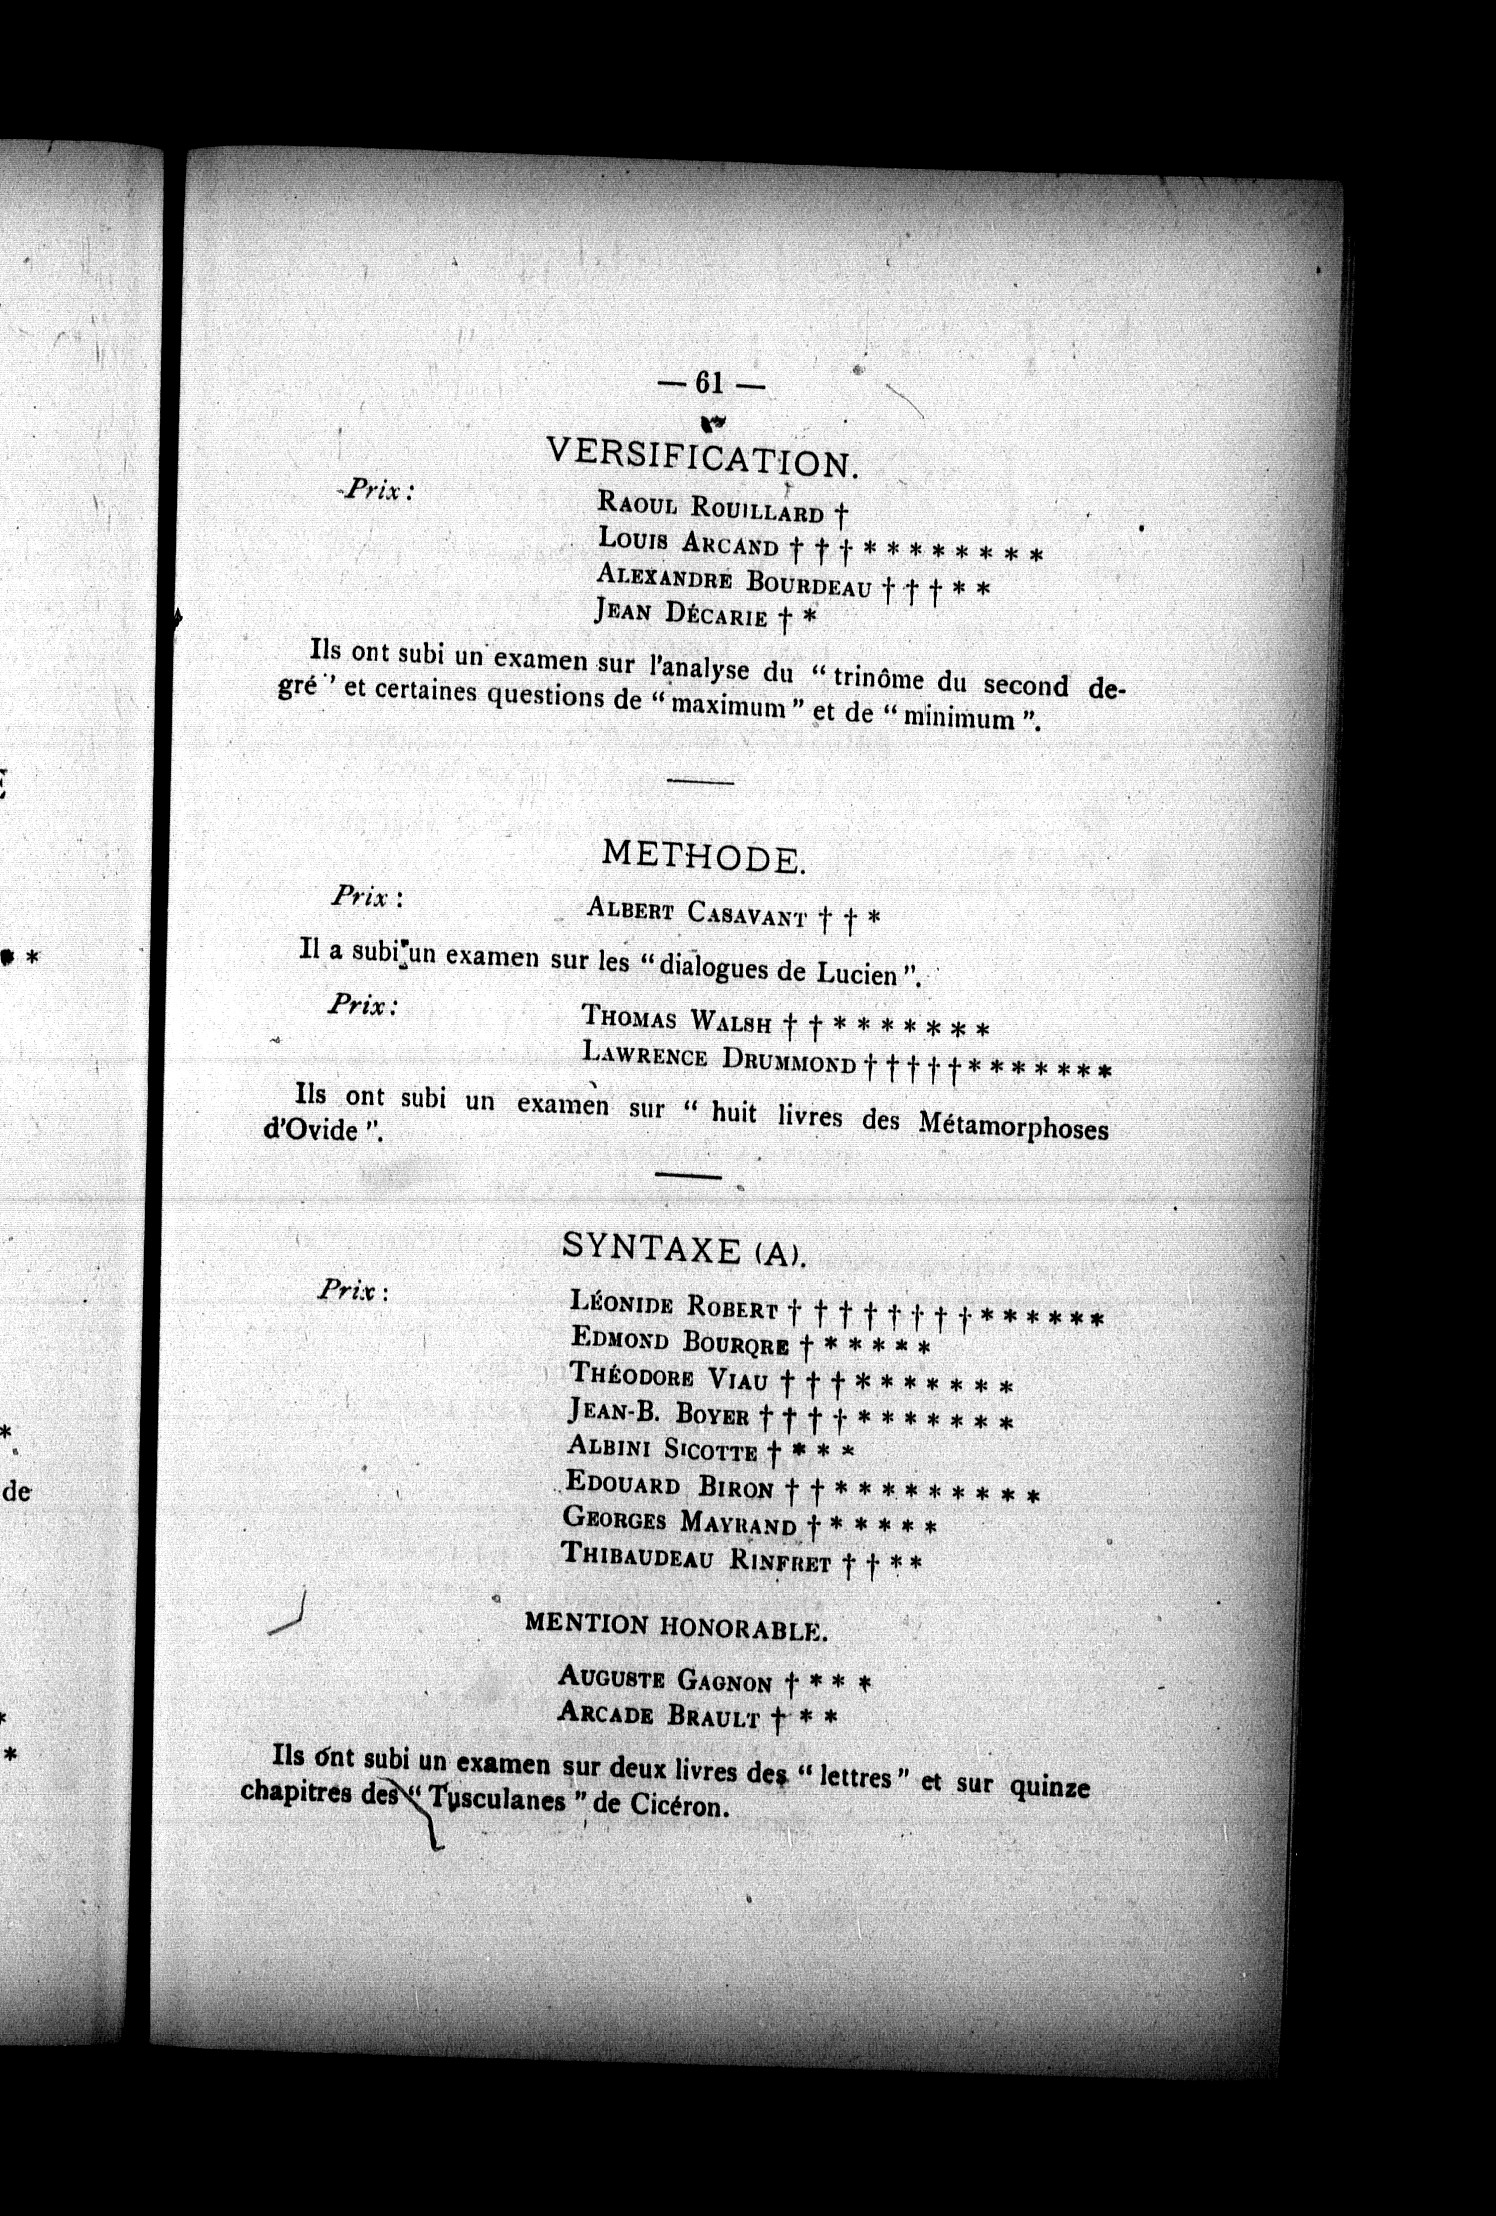 — 61 —
VERSIFICATION.
Prix :
RAOUL ROUILLARD †
LOUIS ARCAND † † † * * * * * * * *
ALEXANDRE BOURDEAU † † † * *
JEAN DÉCARIE † *
Ils ont subi un examen sur l'analyse du “ trinôme du second de-
gré ” et certaines questions de “ maximum ” et de “ minimum ”.
METHODE.
Prix :
ALBERT CASAVANT † † *
Il a subi un examen sur les “ dialogues de Lucien ”.
Prix :
THOMAS WALSH † † * * * * * * *
LAWRENCE DRUMMOND † † † † † * * * * * * *
Ils ont subi un examen sur “ huit livres des Métamorphoses
d'Ovide ”.
SYNTAXE (A).
Prix :
LÉONIDE ROBERT † † † † † † † † * * * * * *
EDMOND BOURQRE † * * * * *
THÉODORE VIAU † † † * * * * * * *
JEAN-B. BOYER † † † † * * * * * * *
ALBINI SICOTTE † * * *
EDOUARD BIRON † † * * * * * * * * *
GEORGES MAYRAND † * * * * *
THIBAUDEAU RINFRET † † * *
MENTION HONORABLE.
AUGUSTE GAGNON † * * *
ARCADE BRAULT † * *
Ils ont subi un examen sur deux livres des “ lettres ” et sur quinze
chapitres des “ Tusculanes ” de Cicéron.